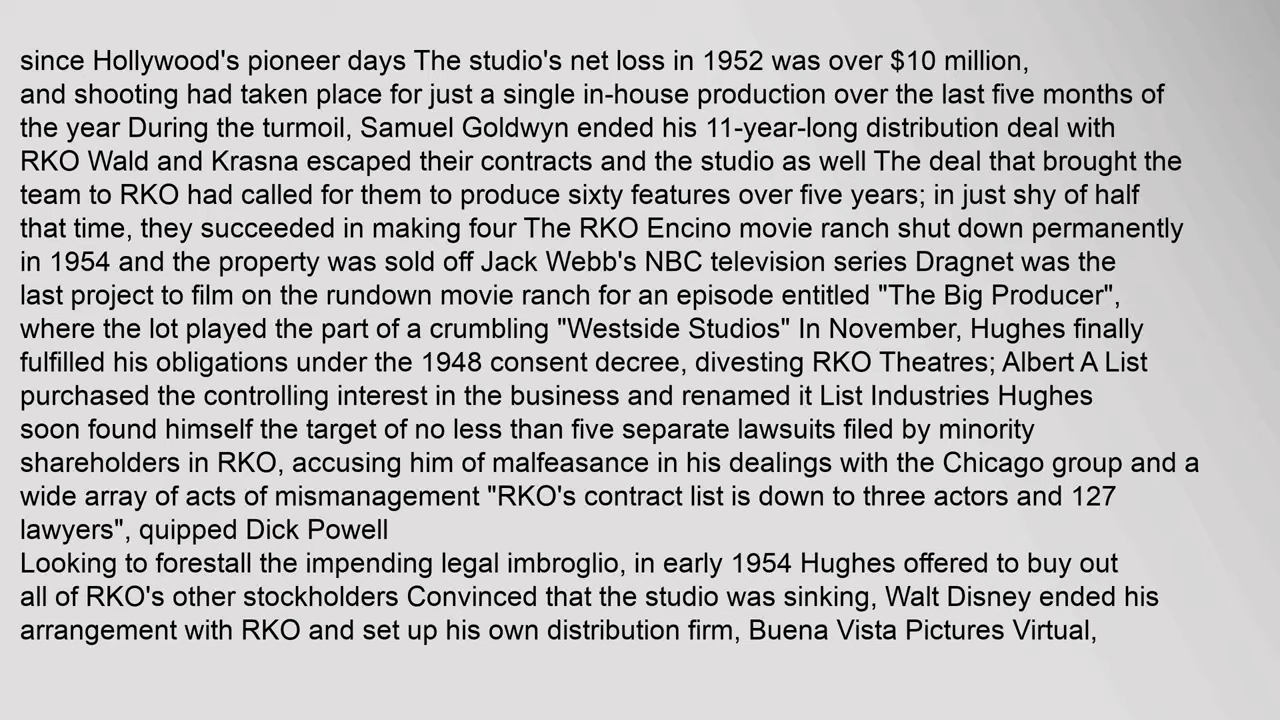 since Hollywood's pioneer days The studio's net loss in 1952 was over $10 million,
and shooting had taken place for just a single in-house production over the last five months of
the year During the turmoil, Samuel Goldwyn ended his 11-year-long distribution deal with
RKO Wald and Krasna escaped their contracts and the studio as well The deal that brought the
team to RKO had called for them to produce sixty features over five years; in just shy of half
that time, they succeeded in making four The RKO Encino movie ranch shut down permanently
in 1954 and the property was sold off Jack Webb's NBC television series Dragnet was the
last project to film on the rundown movie ranch for an episode entitled "The Big Producer",
where the lot played the part of a crumbling "Westside Studios" In November, Hughes finally
fulfilled his obligations under the 1948 consent decree, divesting RKO Theatres; Albert A List
purchased the controlling interest in the business and renamed it List Industries Hughes
soon found himself the target of no less than five separate lawsuits filed by minority
shareholders in RKO, accusing him of malfeasance in his dealings with the Chicago group and a
wide array of acts of mismanagement "RKO's contract list is down to three actors and 127
lawyers", quipped Dick Powell
Looking to forestall the impending legal imbroglio, in early 1954 Hughes offered to buy out
all of RKO's other stockholders Convinced that the studio was sinking, Walt Disney ended his
arrangement with RKO and set up his own distribution firm, Buena Vista Pictures Virtual,